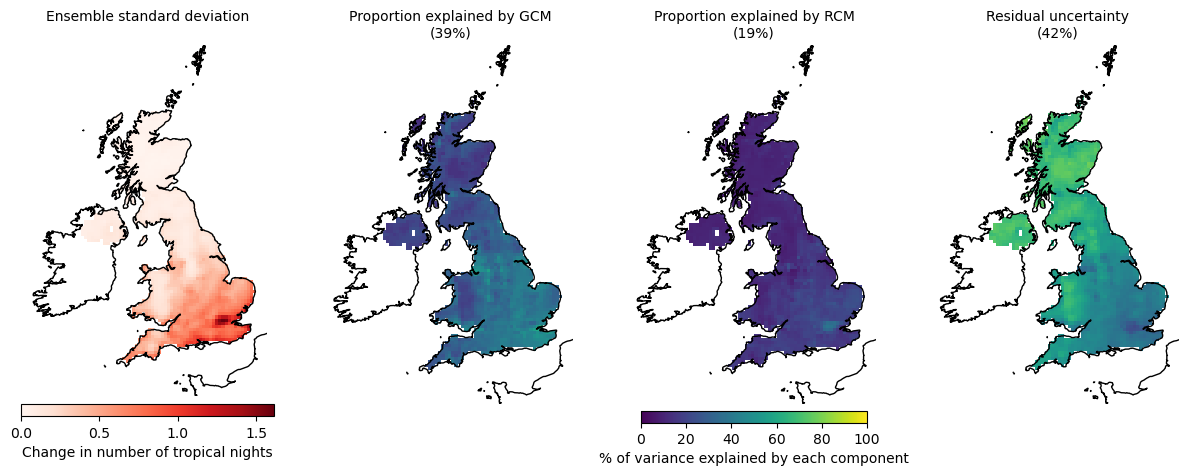 Ensemble standard deviation
Proportion explained by GCM
(39%)
Proportion explained by RCM
(19%)
Residual uncertainty
(42%)
0.0 0.5 1.0 1.5
Change in number of tropical nights
0 20 40 60 80 100
% of variance explained by each component